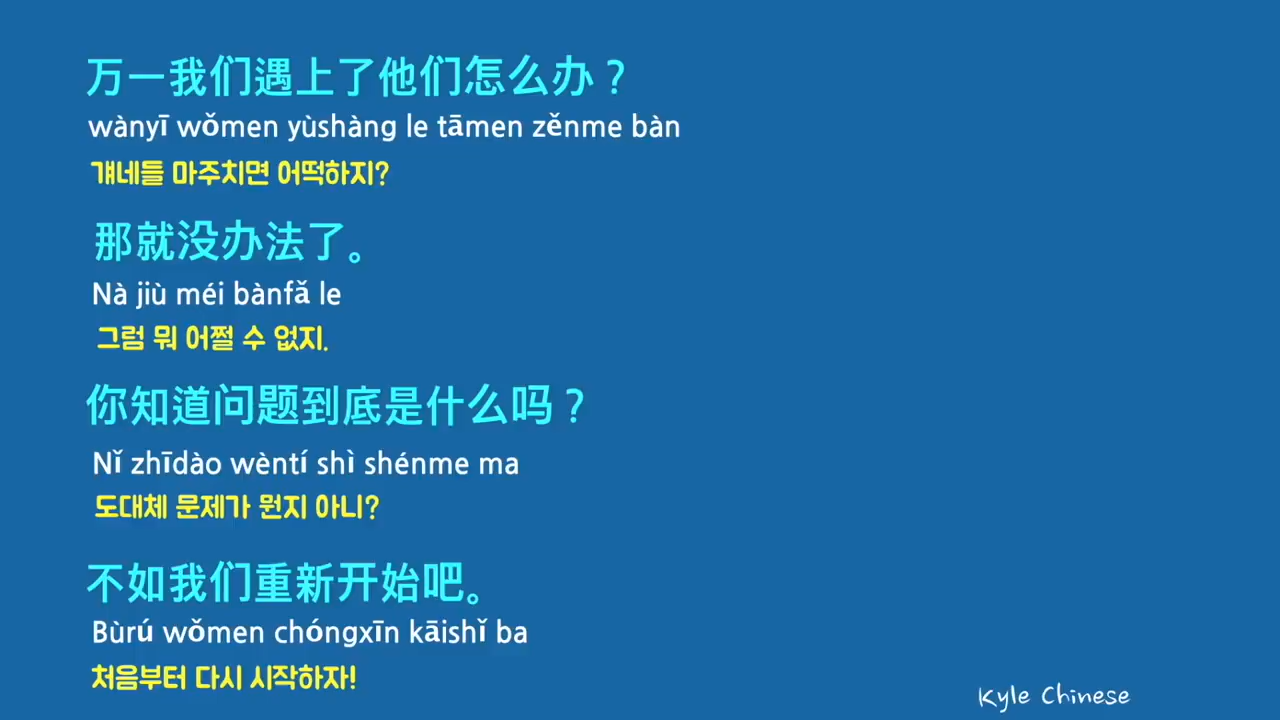 万一我们遇上了他们怎么办？
wànyī wǒmen yùshàng le tāmen zěnme bàn
걔네들 마주치면 어떡하지?
那就没办法了。
Nà jiù méi bànfǎ le
그럼 뭐 어쩔 수 없지.
你知道问题到底是什么吗？
Nǐ zhīdào wèntí shì shénme ma
도대체 문제가 뭔지 아니?
不如我们重新开始吧。
Bùrú wǒmen chóngxīn kāishǐ ba
처음부터 다시 시작하자!
Kyle Chinese